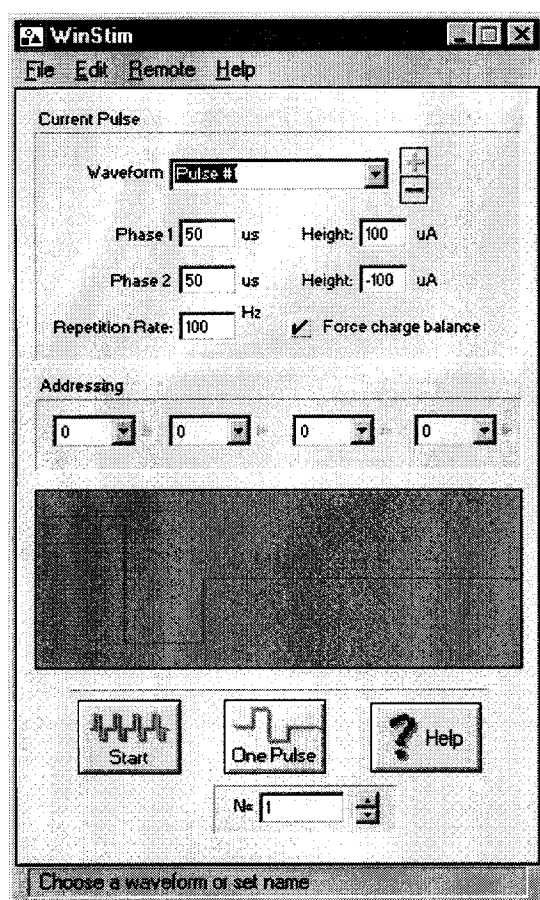 WinStim
File Edit Remote Help
Current Pulse
Waveform Pulse #1
Phase 1 50 us Height: 100 uA
Phase 2 50 us Height: -100 uA
Repetition Rate: 100 Hz Force charge balance
Addressing
0 0 0 0
Start One Pulse ? Help
N= 1
Choose a waveform or set name